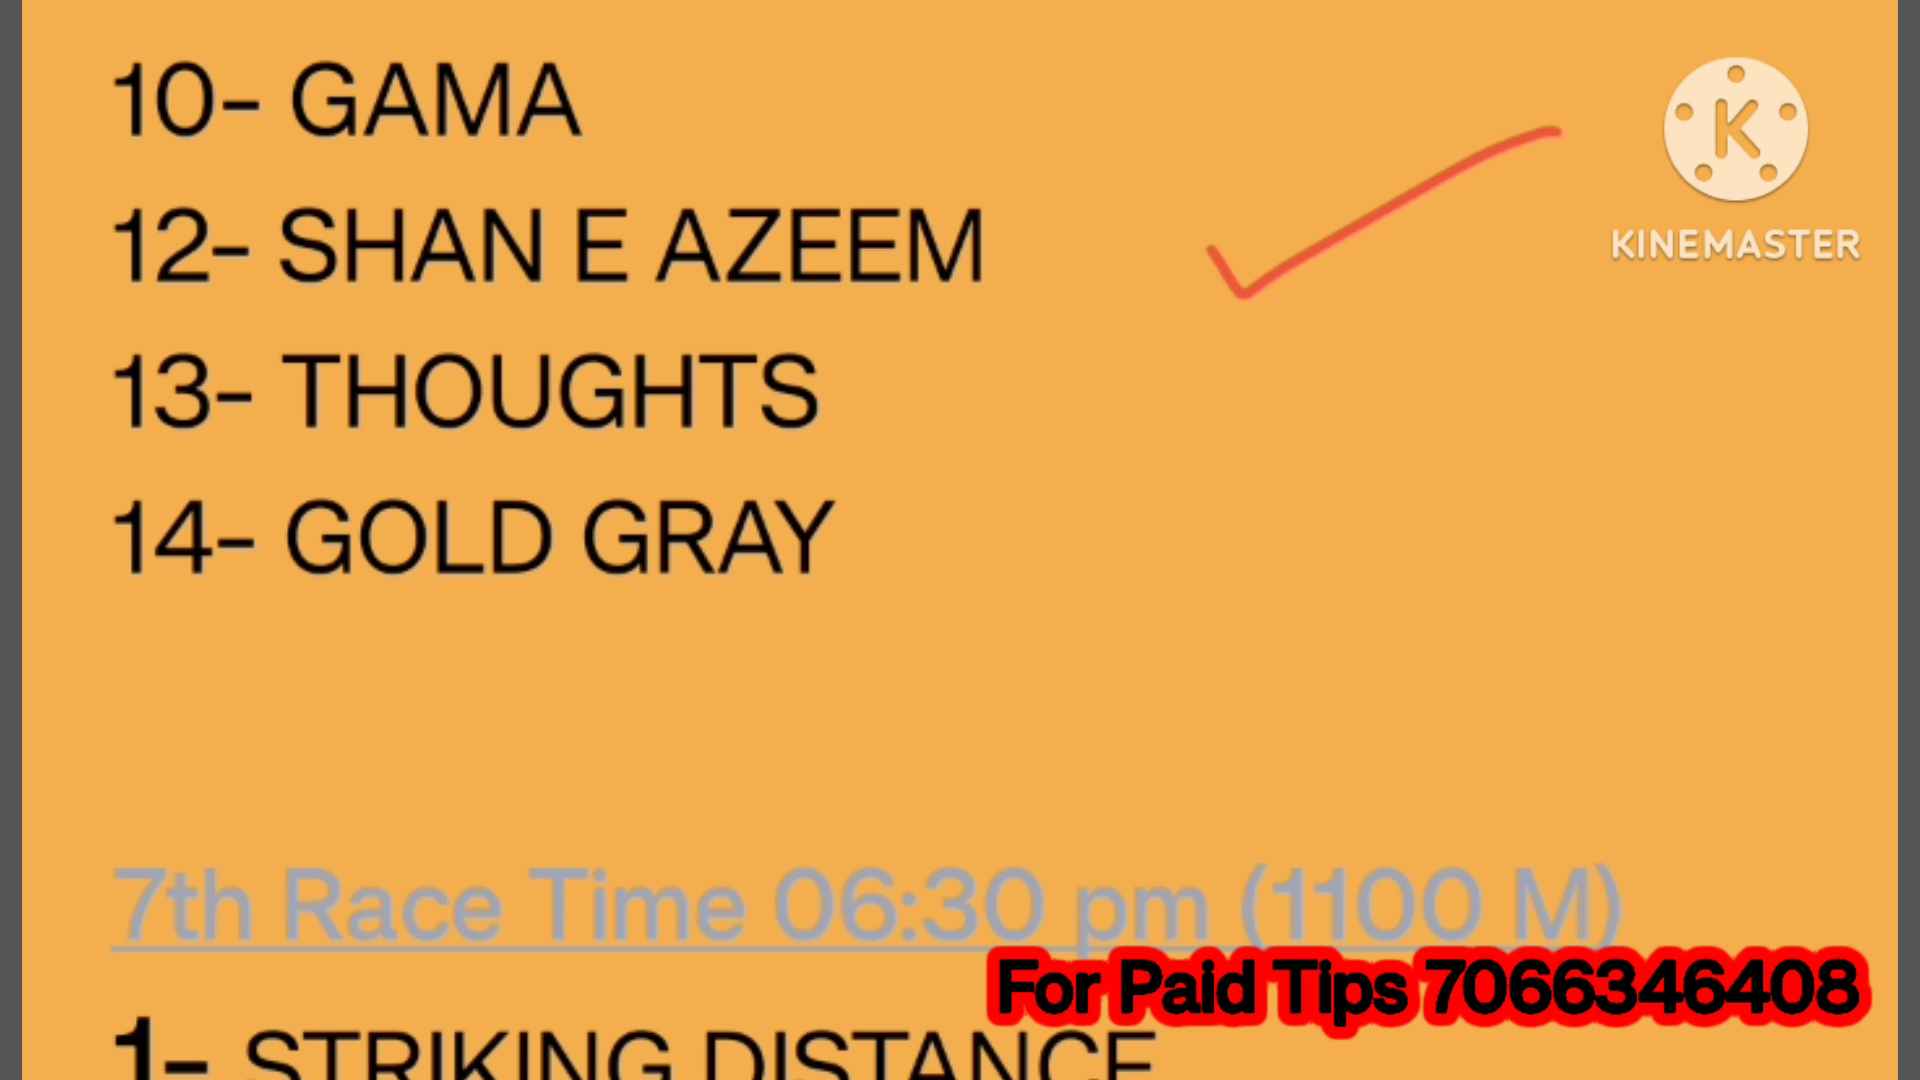 10- GAMA
K
KINEMASTER
12- SHAN E AZEEM
13- THOUGHTS
14- GOLD GRAY
7th Race Time 06:30 pm (1100 M)
For Paid Tips 7066346408
1- STRIKING DISTANCE